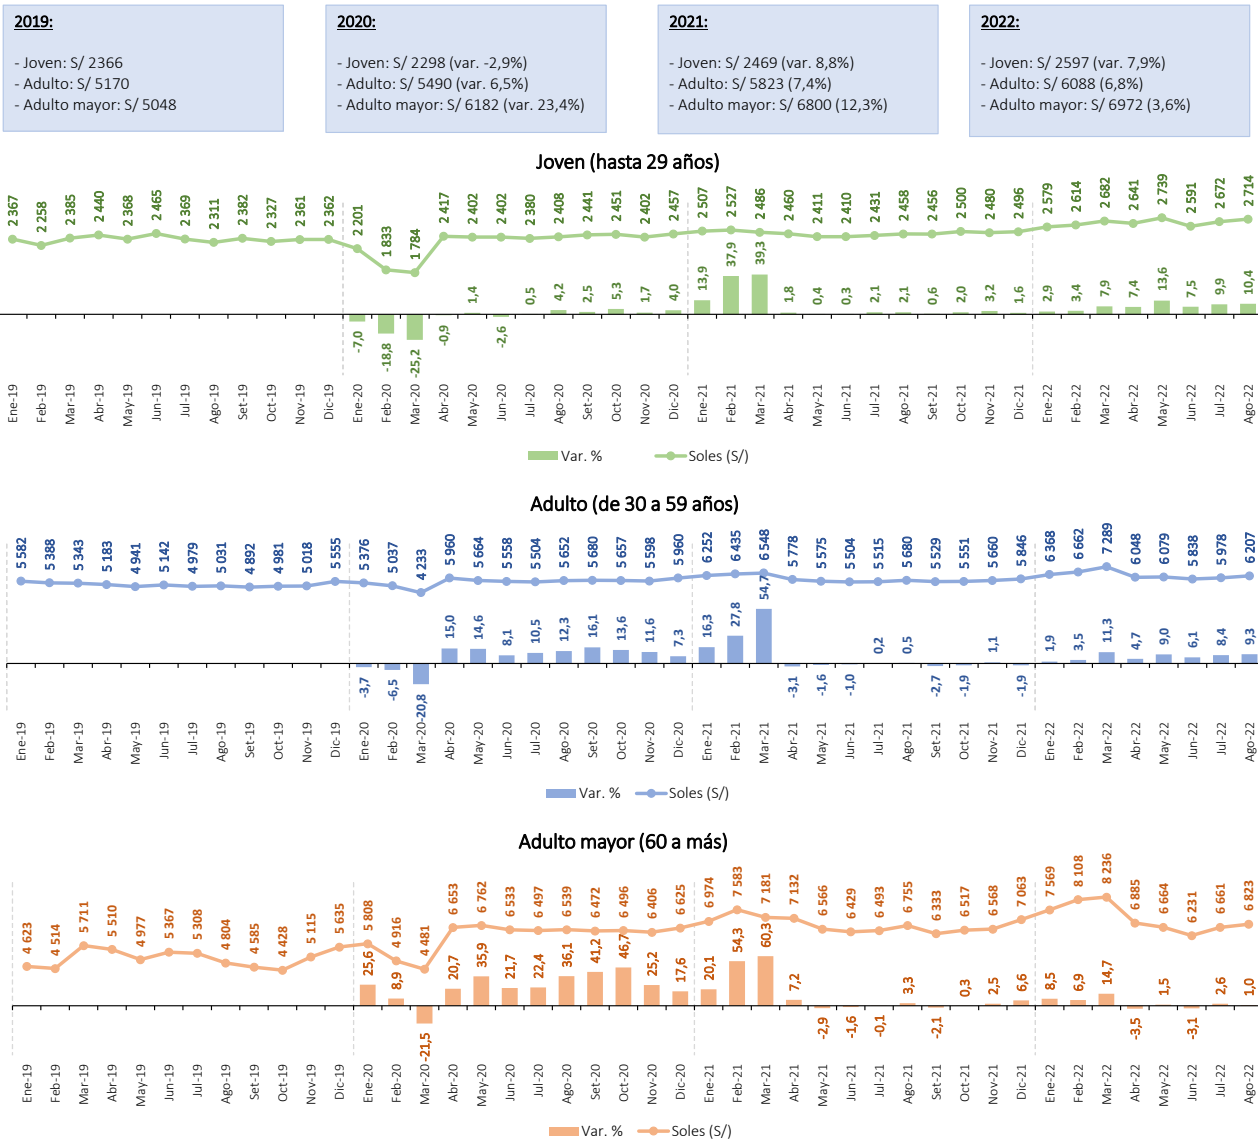 2019:
- Joven: S/ 2366
- Adulto: S/ 5170
- Adulto mayor: S/ 5048
2020:
- Joven: S/ 2298 (var. -2,9%)
- Adulto: S/ 5490 (var. 6,5%)
- Adulto mayor: S/ 6182 (var. 23,4%)
2021:
- Joven: S/ 2469 (var. 8,8%)
- Adulto: S/ 5823 (7,4%)
- Adulto mayor: S/ 6800 (12,3%)
2022:
- Joven: S/ 2597 (var. 7,9%)
- Adulto: S/ 6088 (6,8%)
- Adulto mayor: S/ 6972 (3,6%)
Joven (hasta 29 años)
2 367 2 258 2 385 2 440 2 368 2 465 2 369 2 311 2 382 2 327 2 361 2 362 2 201 1 833 1 784 2 417 2 402 2 402 2 380 2 408 2 441 2 451 2 402 2 457 2 507 2 527 2 486 2 460 2 411 2 410 2 431 2 458 2 456 2 500 2 480 2 496 2 579 2 614 2 682 2 641 2 739 2 591 2 672 2 714
-7,0 -18,8 -25,2 -0,9 1,4 -2,6 0,5 4,2 2,5 5,3 1,7 4,0 13,9 37,9 39,3 1,8 0,4 0,3 2,1 2,1 0,6 2,0 3,2 1,6 2,9 3,4 7,9 7,4 13,6 7,5 9,9 10,4
Ene-19 Feb-19 Mar-19 Abr-19 May-19 Jun-19 Jul-19 Ago-19 Set-19 Oct-19 Nov-19 Dic-19 Ene-20 Feb-20 Mar-20 Abr-20 May-20 Jun-20 Jul-20 Ago-20 Set-20 Oct-20 Nov-20 Dic-20 Ene-21 Feb-21 Mar-21 Abr-21 May-21 Jun-21 Jul-21 Ago-21 Set-21 Oct-21 Nov-21 Dic-21 Ene-22 Feb-22 Mar-22 Abr-22 May-22 Jun-22 Jul-22 Ago-22
Var. % Soles (S/)
Adulto (de 30 a 59 años)
5 582 5 388 5 343 5 183 4 941 5 142 4 979 5 031 4 892 4 981 5 018 5 555 5 376 5 037 4 233 5 960 5 664 5 558 5 504 5 652 5 680 5 657 5 598 5 960 6 252 6 435 6 548 5 778 5 575 5 504 5 515 5 680 5 529 5 551 5 660 5 846 6 368 6 662 7 289 6 048 6 079 5 838 5 978 6 207
-3,7 -6,5 -20,8 15,0 14,6 8,1 10,5 12,3 16,1 13,6 11,6 7,3 16,3 27,8 54,7 -3,1 -1,6 -1,0 0,2 0,5 -2,7 -1,9 1,1 -1,9 1,9 3,5 11,3 4,7 9,0 6,1 8,4 9,3
Ene-19 Feb-19 Mar-19 Abr-19 May-19 Jun-19 Jul-19 Ago-19 Set-19 Oct-19 Nov-19 Dic-19 Ene-20 Feb-20 Mar-20 Abr-20 May-20 Jun-20 Jul-20 Ago-20 Set-20 Oct-20 Nov-20 Dic-20 Ene-21 Feb-21 Mar-21 Abr-21 May-21 Jun-21 Jul-21 Ago-21 Set-21 Oct-21 Nov-21 Dic-21 Ene-22 Feb-22 Mar-22 Abr-22 May-22 Jun-22 Jul-22 Ago-22
Var. % Soles (S/)
Adulto mayor (60 a más)
4 623 4 514 5 711 5 510 4 977 5 367 5 308 4 804 4 585 4 428 5 115 5 635 5 808 4 916 4 481 6 653 6 762 6 533 6 497 6 539 6 472 6 496 6 406 6 625 6 974 7 583 7 181 7 132 6 566 6 429 6 493 6 755 6 333 6 517 6 568 7 063 7 569 8 108 8 236 6 885 6 664 6 231 6 661 6 823
25,6 8,9 -21,5 20,7 35,9 21,7 22,4 36,1 41,2 46,7 25,2 17,6 20,1 54,3 60,3 7,2 -2,9 -1,6 -0,1 3,3 -2,1 0,3 2,5 6,6 8,5 6,9 14,7 -3,5 1,5 -3,1 2,6 1,0
Ene-19 Feb-19 Mar-19 Abr-19 May-19 Jun-19 Jul-19 Ago-19 Set-19 Oct-19 Nov-19 Dic-19 Ene-20 Feb-20 Mar-20 Abr-20 May-20 Jun-20 Jul-20 Ago-20 Set-20 Oct-20 Nov-20 Dic-20 Ene-21 Feb-21 Mar-21 Abr-21 May-21 Jun-21 Jul-21 Ago-21 Set-21 Oct-21 Nov-21 Dic-21 Ene-22 Feb-22 Mar-22 Abr-22 May-22 Jun-22 Jul-22 Ago-22
Var. % Soles (S/)